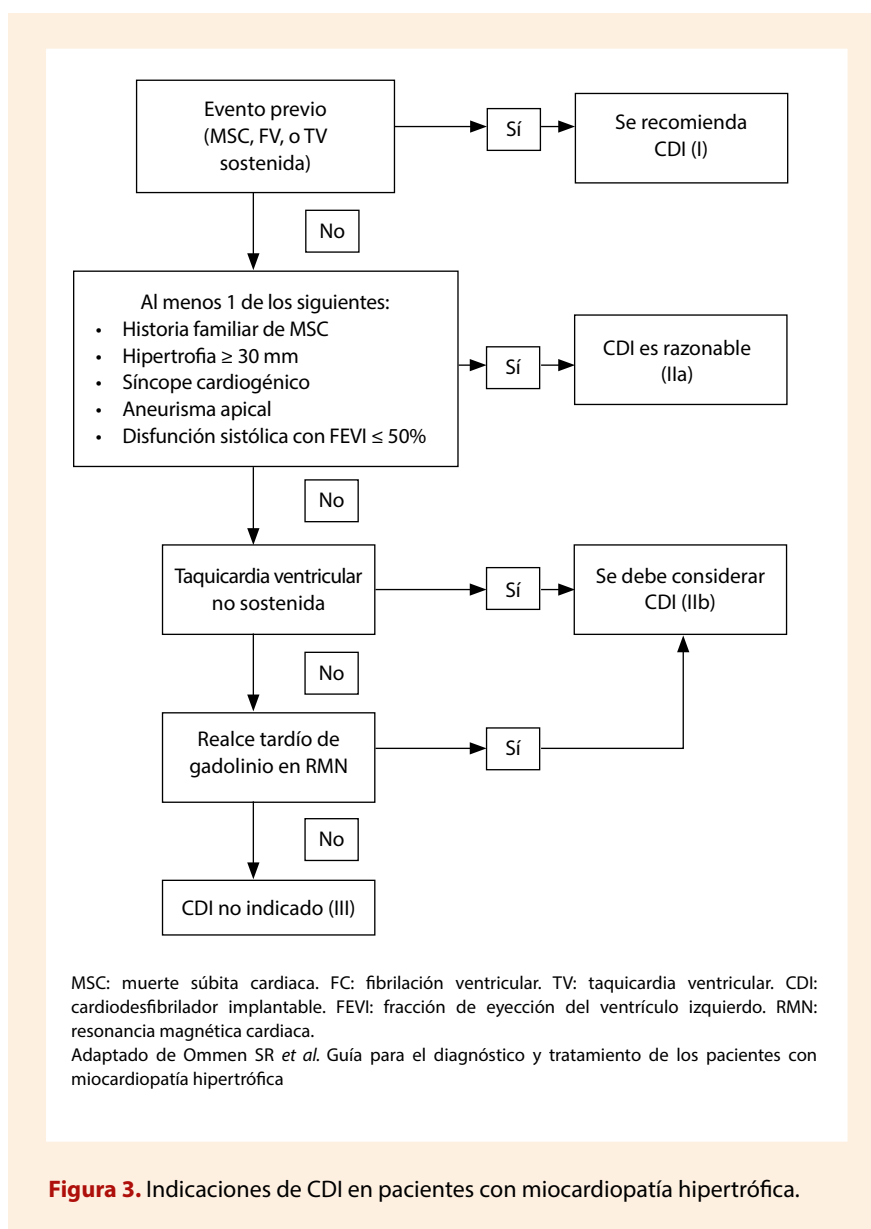 Evento previo
(MSC, FV, o TV
sostenida)
Sí
Se recomienda
CDI (I)
No
Al menos 1 de los siguientes:
• Historia familiar de MSC
• Hipertrofia ≥ 30 mm
• Síncope cardiogénico
• Aneurisma apical
• Disfunción sistólica con FEVI ≤ 50%
Sí
CDI es razonable
(IIa)
No
Taquicardia ventricular
no sostenida
Sí
Se debe considerar
CDI (IIb)
No
Realce tardío de
gadolinio en RMN
Sí
No
CDI no indicado (III)
MSC: muerte súbita cardiaca. FC: fibrilación ventricular. TV: taquicardia ventricular. CDI:
cardiodesfibrilador implantable. FEVI: fracción de eyección del ventrículo izquierdo. RMN:
resonancia magnética cardiaca.
Adaptado de Ommen SR et al. Guía para el diagnóstico y tratamiento de los pacientes con
miocardiopatía hipertrófica
Figura 3. Indicaciones de CDI en pacientes con miocardiopatía hipertrófica.